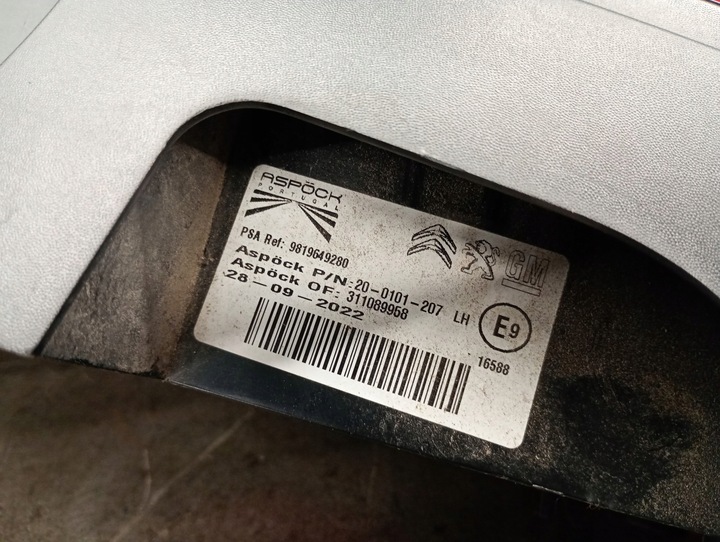 ASPÖCK
PORTUGAL
PSA Ref: 9819649280
GM
Aspöck P/N:20-0101-207 LH
Aspöck OF: 311089958
28-09-2022
E9
16588